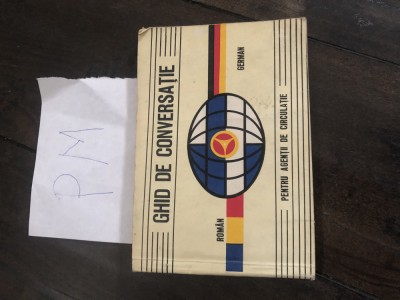 GHID DE CONVERSAȚIE
ROMÂN
GERMAN
PENTRU AGENȚII DE CIRCULAȚIE
PM